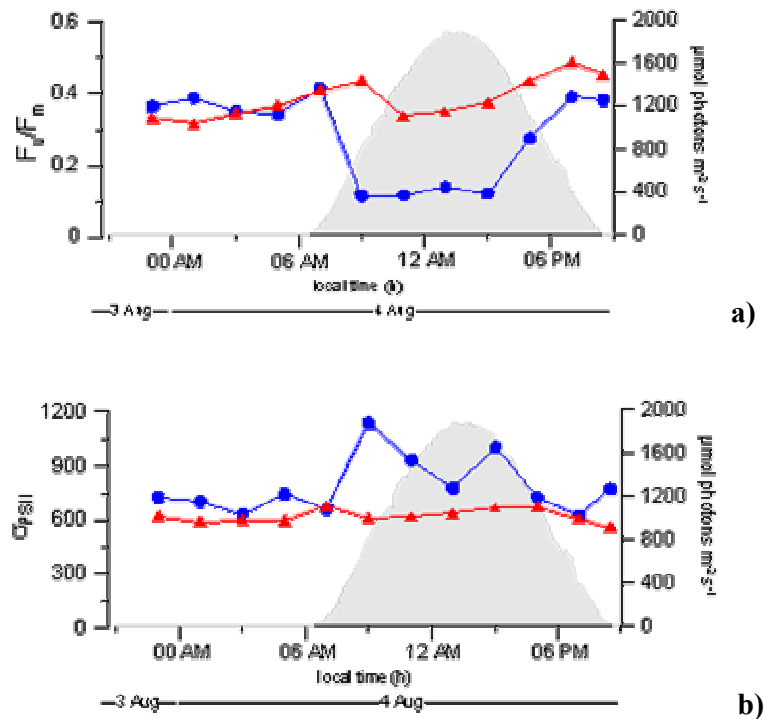 0.6
0.4
0.2
0
F_v/F_m
2000
1600
1200
800
400
0
µmol photons m⁻² s⁻¹
00 AM 06 AM 12 AM 06 PM
local time (h)
3 Aug 4 Aug
a)
1200
900
600
300
0
σPSII
2000
1600
1200
800
400
0
µmol photons m⁻² s⁻¹
00 AM 06 AM 12 AM 06 PM
local time (h)
3 Aug 4 Aug
b)